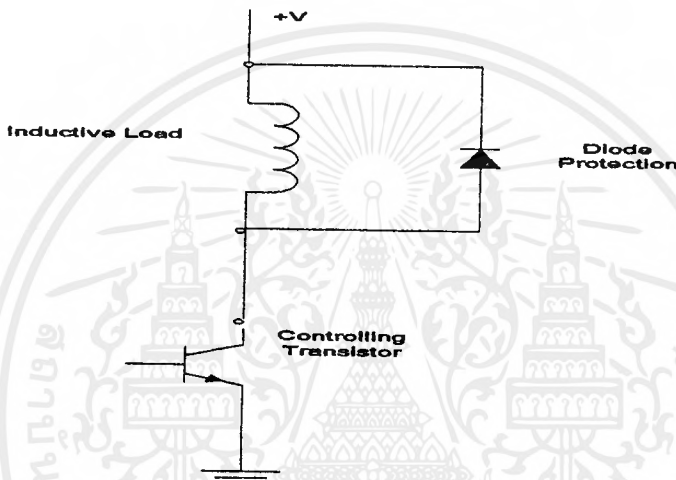 +V
Inductive Load
Diode
Protection
Controlling
Transistor